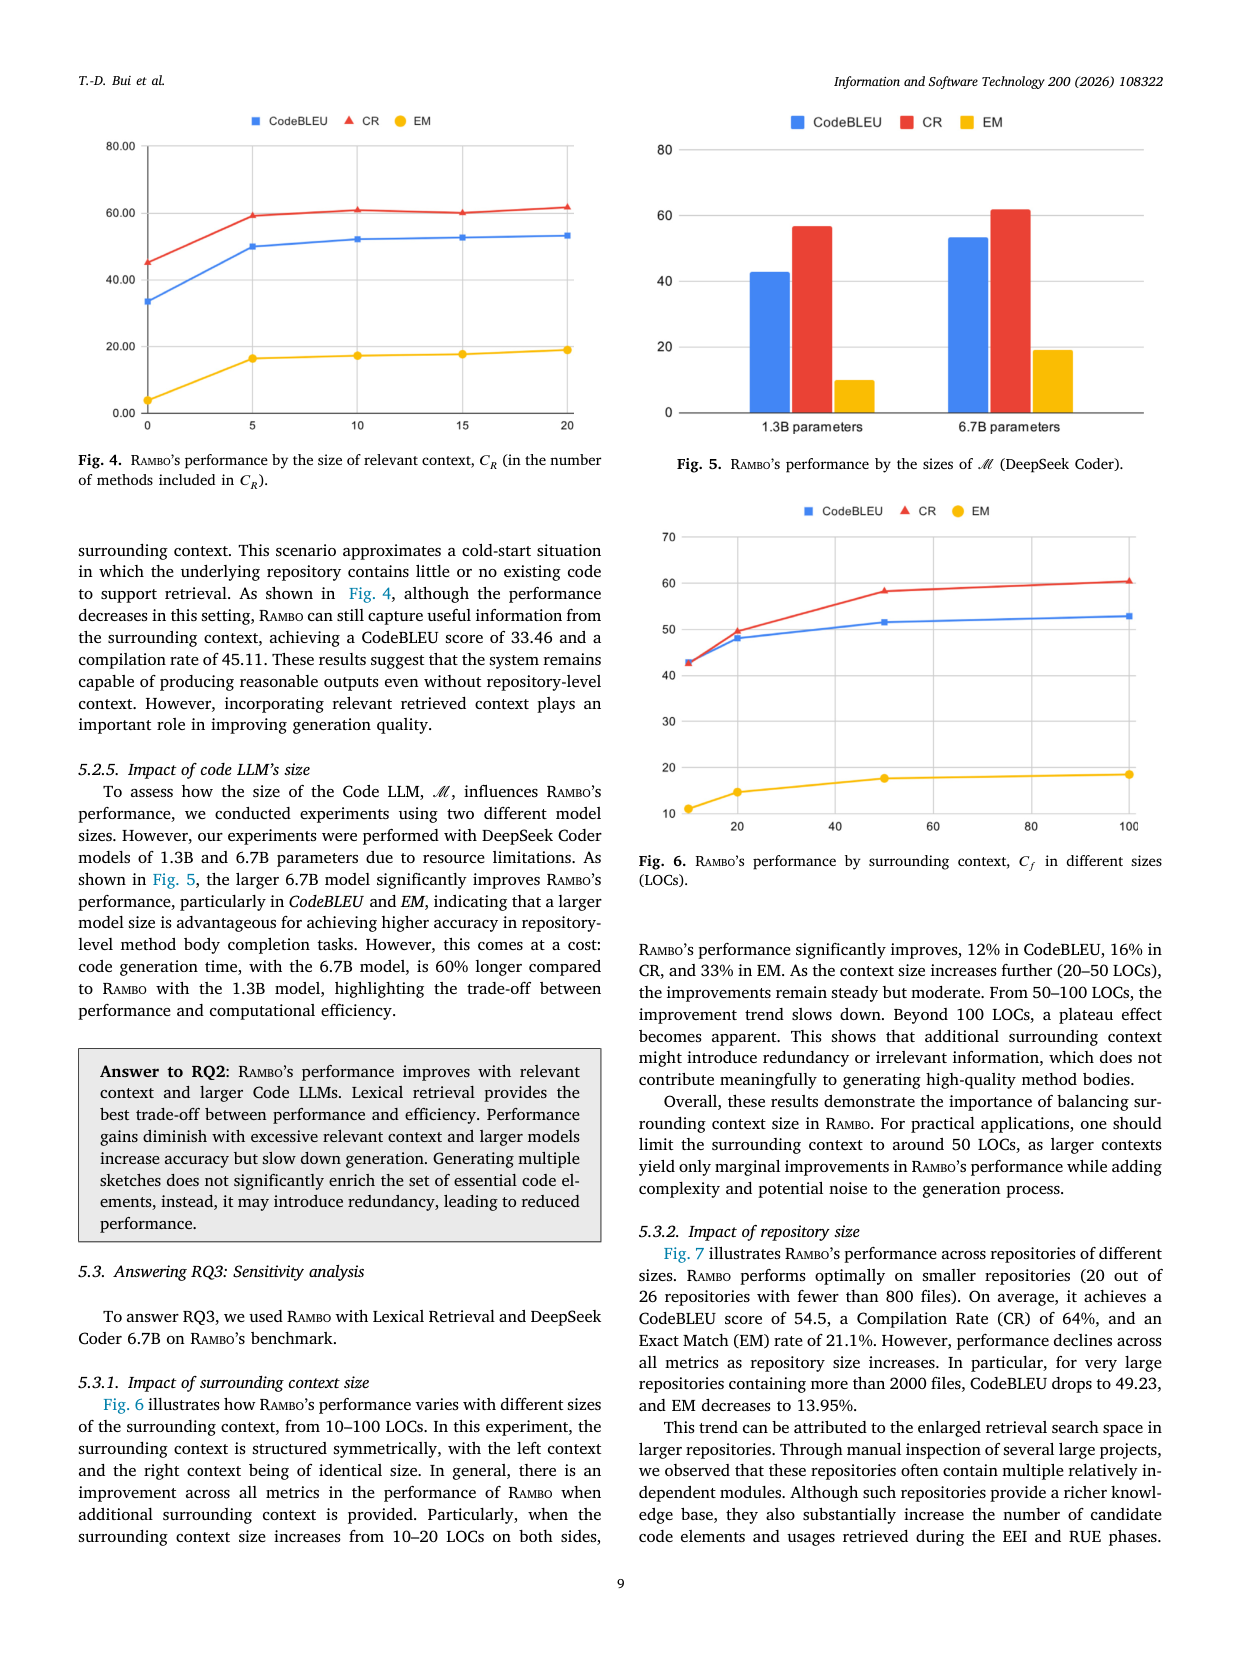 T.-D. Bui et al.
Information and Software Technology 200 (2026) 108322
CodeBLEU CR EM
80.00
60.00
40.00
20.00
0.00
0 5 10 15 20
Fig. 4. RAMBO's performance by the size of relevant context, C_R (in the number
of methods included in C_R).
surrounding context. This scenario approximates a cold-start situation
in which the underlying repository contains little or no existing code
to support retrieval. As shown in Fig. 4, although the performance
decreases in this setting, RAMBO can still capture useful information from
the surrounding context, achieving a CodeBLEU score of 33.46 and a
compilation rate of 45.11. These results suggest that the system remains
capable of producing reasonable outputs even without repository-level
context. However, incorporating relevant retrieved context plays an
important role in improving generation quality.
5.2.5. Impact of code LLM's size
To assess how the size of the Code LLM, ℳ, influences RAMBO's
performance, we conducted experiments using two different model
sizes. However, our experiments were performed with DeepSeek Coder
models of 1.3B and 6.7B parameters due to resource limitations. As
shown in Fig. 5, the larger 6.7B model significantly improves RAMBO's
performance, particularly in CodeBLEU and EM, indicating that a larger
model size is advantageous for achieving higher accuracy in repository-
level method body completion tasks. However, this comes at a cost:
code generation time, with the 6.7B model, is 60% longer compared
to RAMBO with the 1.3B model, highlighting the trade-off between
performance and computational efficiency.
Answer to RQ2: RAMBO's performance improves with relevant
context and larger Code LLMs. Lexical retrieval provides the
best trade-off between performance and efficiency. Performance
gains diminish with excessive relevant context and larger models
increase accuracy but slow down generation. Generating multiple
sketches does not significantly enrich the set of essential code el-
ements, instead, it may introduce redundancy, leading to reduced
performance.
5.3. Answering RQ3: Sensitivity analysis
To answer RQ3, we used RAMBO with Lexical Retrieval and DeepSeek
Coder 6.7B on RAMBO's benchmark.
5.3.1. Impact of surrounding context size
Fig. 6 illustrates how RAMBO's performance varies with different sizes
of the surrounding context, from 10–100 LOCs. In this experiment, the
surrounding context is structured symmetrically, with the left context
and the right context being of identical size. In general, there is an
improvement across all metrics in the performance of RAMBO when
additional surrounding context is provided. Particularly, when the
surrounding context size increases from 10–20 LOCs on both sides,
CodeBLEU CR EM
80
60
40
20
0
1.3B parameters 6.7B parameters
Fig. 5. RAMBO's performance by the sizes of ℳ (DeepSeek Coder).
CodeBLEU CR EM
70
60
50
40
30
20
10
20 40 60 80 100
Fig. 6. RAMBO's performance by surrounding context, C_f in different sizes
(LOCs).
RAMBO's performance significantly improves, 12% in CodeBLEU, 16% in
CR, and 33% in EM. As the context size increases further (20–50 LOCs),
the improvements remain steady but moderate. From 50–100 LOCs, the
improvement trend slows down. Beyond 100 LOCs, a plateau effect
becomes apparent. This shows that additional surrounding context
might introduce redundancy or irrelevant information, which does not
contribute meaningfully to generating high-quality method bodies.
Overall, these results demonstrate the importance of balancing sur-
rounding context size in RAMBO. For practical applications, one should
limit the surrounding context to around 50 LOCs, as larger contexts
yield only marginal improvements in RAMBO's performance while adding
complexity and potential noise to the generation process.
5.3.2. Impact of repository size
Fig. 7 illustrates RAMBO's performance across repositories of different
sizes. RAMBO performs optimally on smaller repositories (20 out of
26 repositories with fewer than 800 files). On average, it achieves a
CodeBLEU score of 54.5, a Compilation Rate (CR) of 64%, and an
Exact Match (EM) rate of 21.1%. However, performance declines across
all metrics as repository size increases. In particular, for very large
repositories containing more than 2000 files, CodeBLEU drops to 49.23,
and EM decreases to 13.95%.
This trend can be attributed to the enlarged retrieval search space in
larger repositories. Through manual inspection of several large projects,
we observed that these repositories often contain multiple relatively in-
dependent modules. Although such repositories provide a richer knowl-
edge base, they also substantially increase the number of candidate
code elements and usages retrieved during the EEI and RUE phases.
9